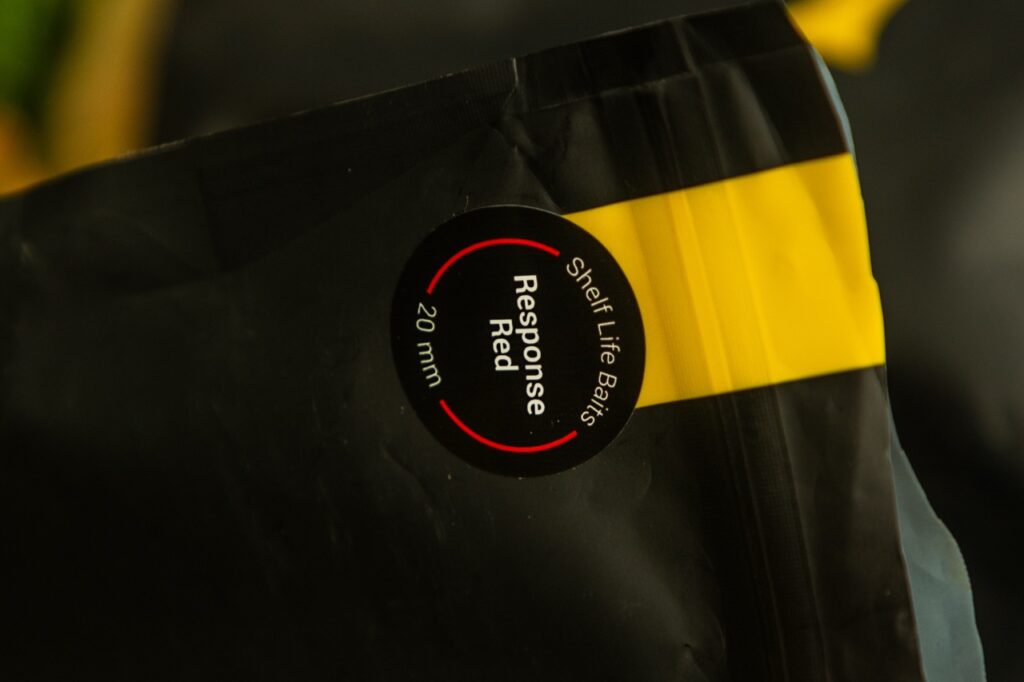 Shelf Life Baits
Response
Red
20 mm